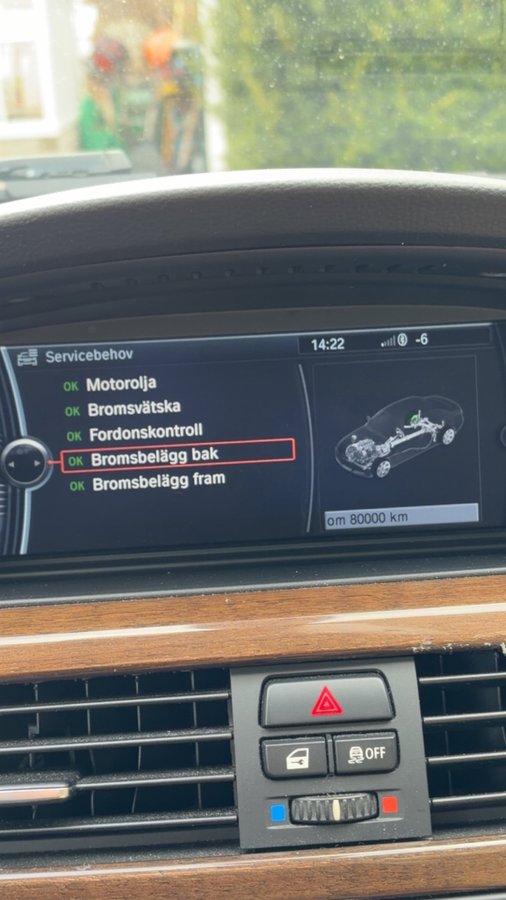 Servicebehov
14:22
-6
OK Motorolja
OK Bromsvätska
OK Fordonskontroll
OK Bromsbelägg bak
OK Bromsbelägg fram
om 80000 km
OFF